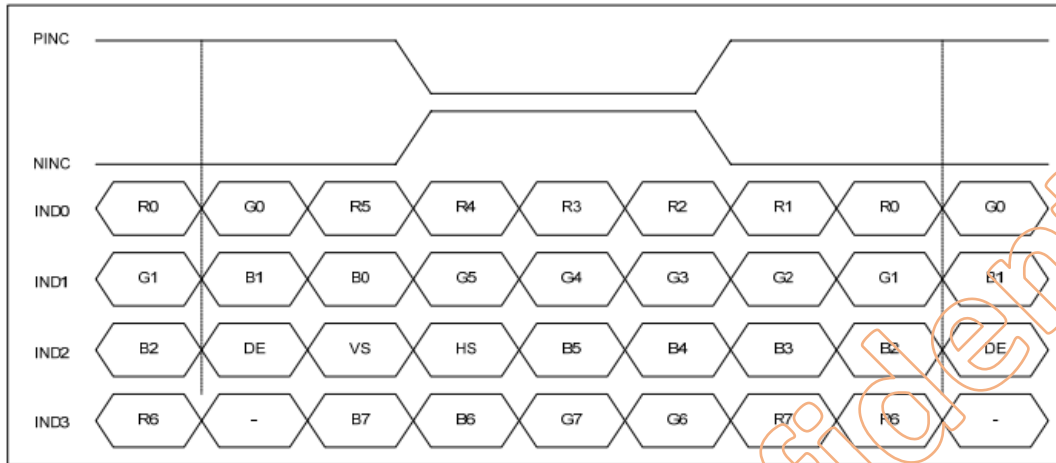 PINC
NINC
IND0 R0 G0 R5 R4 R3 R2 R1 R0 G0
IND1 G1 B1 B0 G5 G4 G3 G2 G1 B1
IND2 B2 DE VS HS B5 B4 B3 B2 DE
IND3 R6 - B7 B6 G7 G6 R7 R6 -